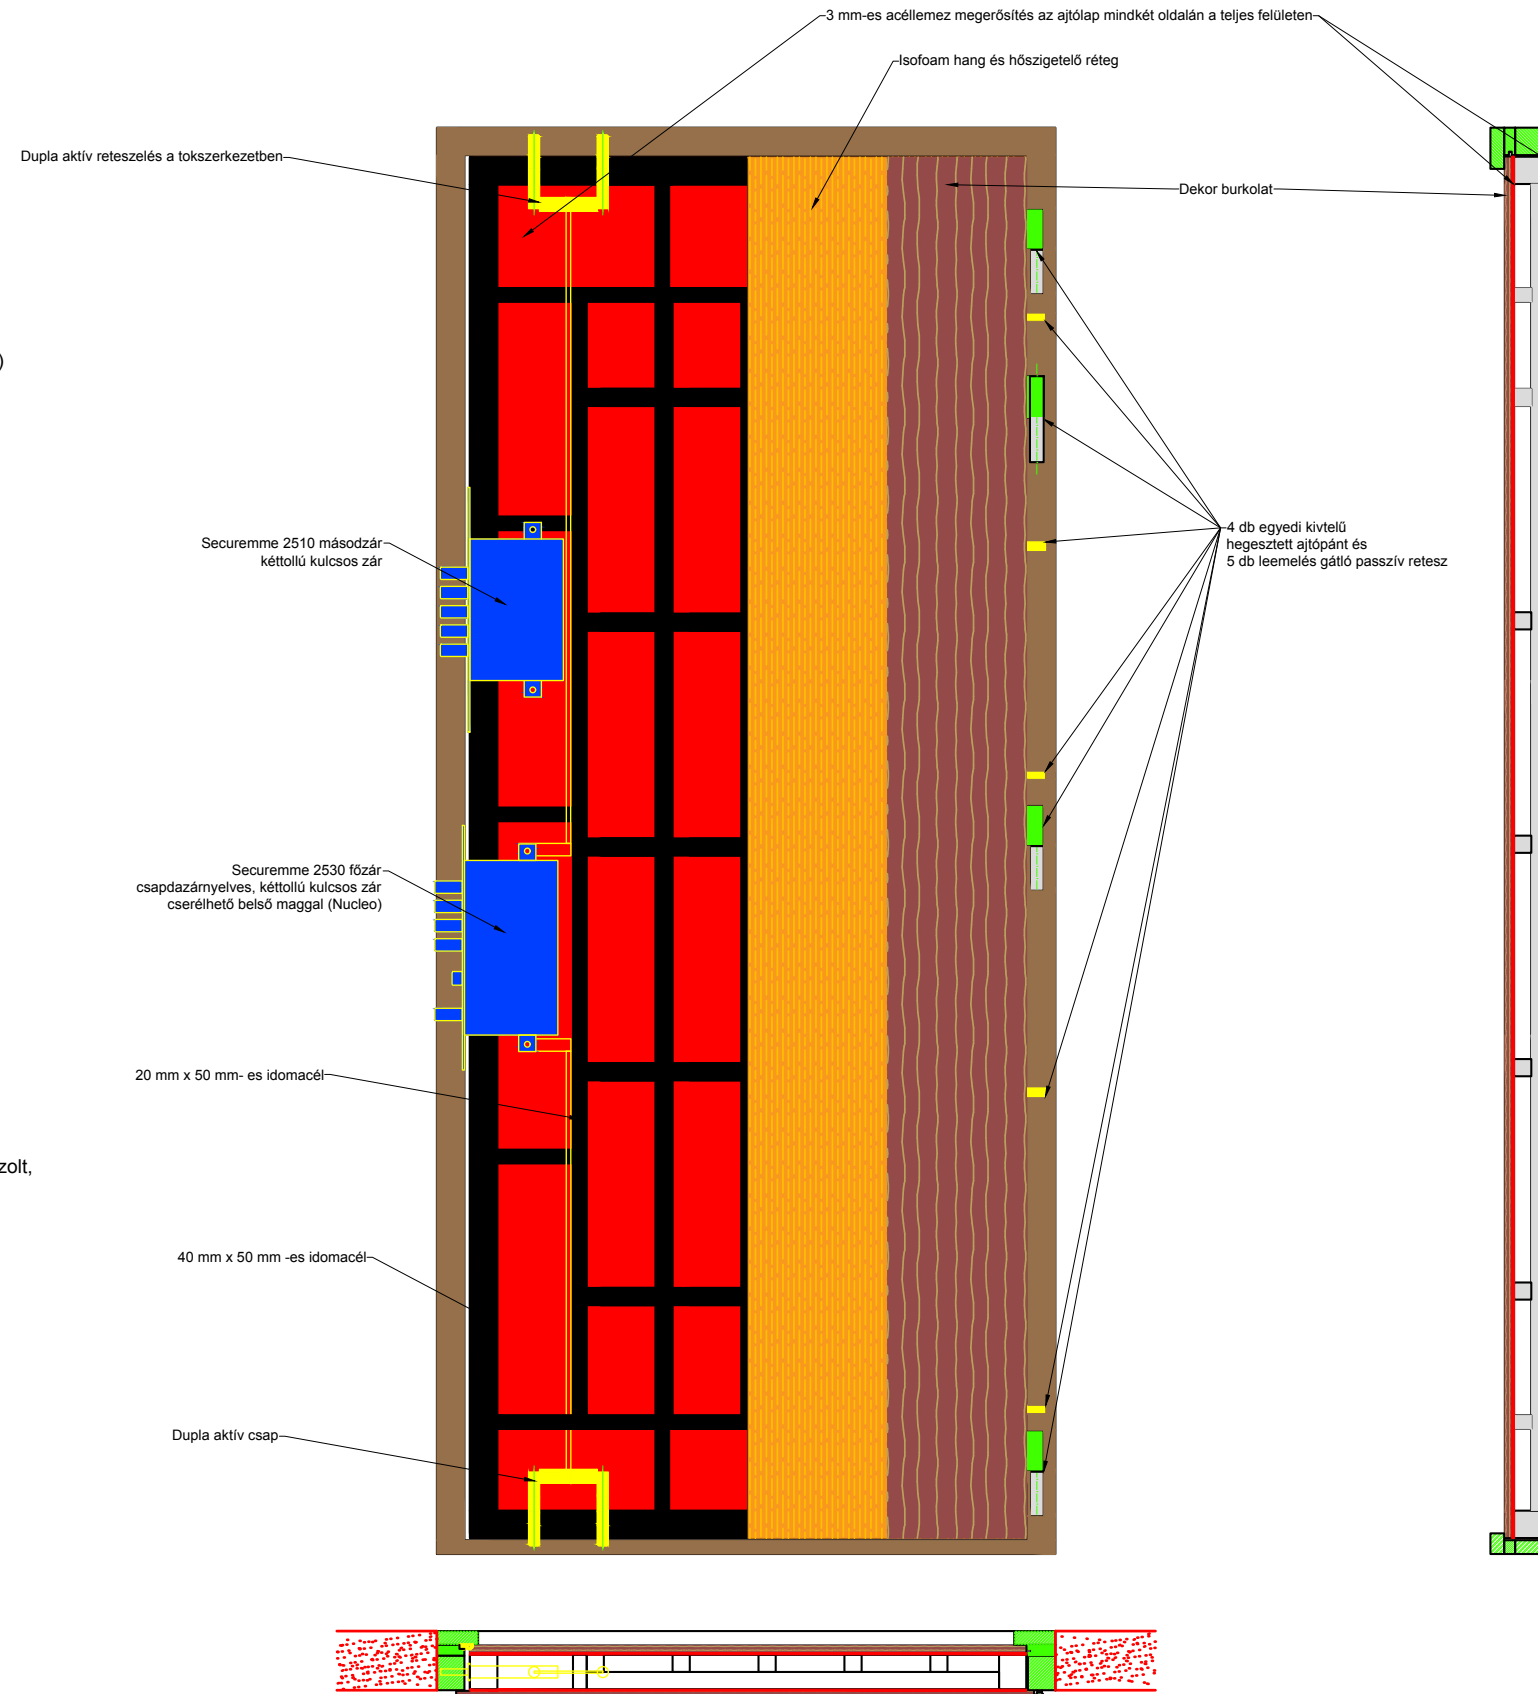 3 mm-es acéllemez megerősítés az ajtólap mindkét oldalán a teljes felületen
Isofoam hang és hőszigetelő réteg
Dupla aktív reteszelés a tokszerkezetben
Dekor burkolat
)
4 db egyedi kivtelű
hegesztett ajtópánt és
5 db leemelés gátló passzív retesz
Securemme 2510 másodzár
kéttollú kulcsos zár
Securemme 2530 főzár
csapdazárnyelves, kéttollú kulcsos zár
cserélhető belső maggal (Nucleo)
20 mm x 50 mm- es idomacél
zolt,
40 mm x 50 mm -es idomacél
Dupla aktív csap